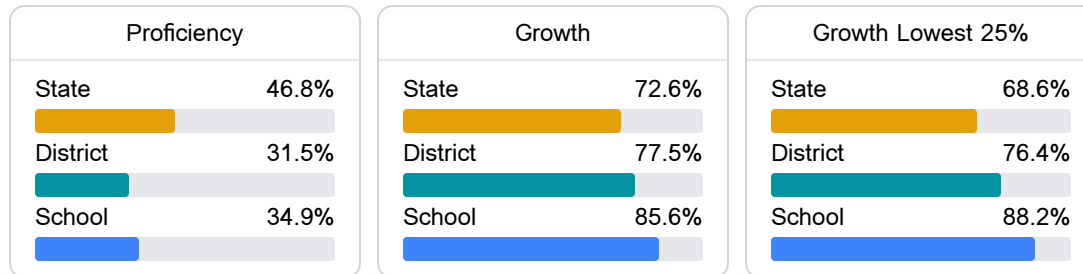 Proficiency
State 46.8%
District 31.5%
School 34.9%
Growth
State 72.6%
District 77.5%
School 85.6%
Growth Lowest 25%
State 68.6%
District 76.4%
School 88.2%